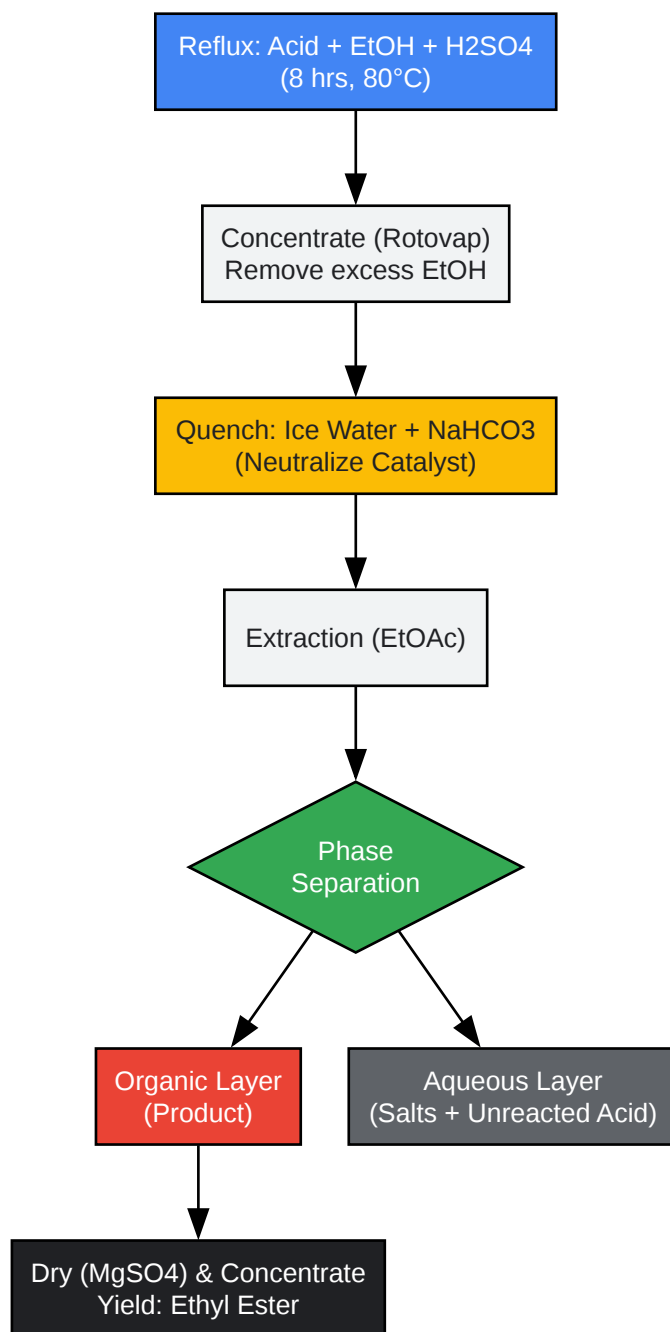 Reflux: Acid + EtOH + H2SO4
(8 hrs, 80°C)
Concentrate (Rotovap)
Remove excess EtOH
Quench: Ice Water + NaHCO3
(Neutralize Catalyst)
Extraction (EtOAc)
Phase
Separation
Organic Layer
(Product)
Aqueous Layer
(Salts + Unreacted Acid)
Dry (MgSO4) & Concentrate
Yield: Ethyl Ester